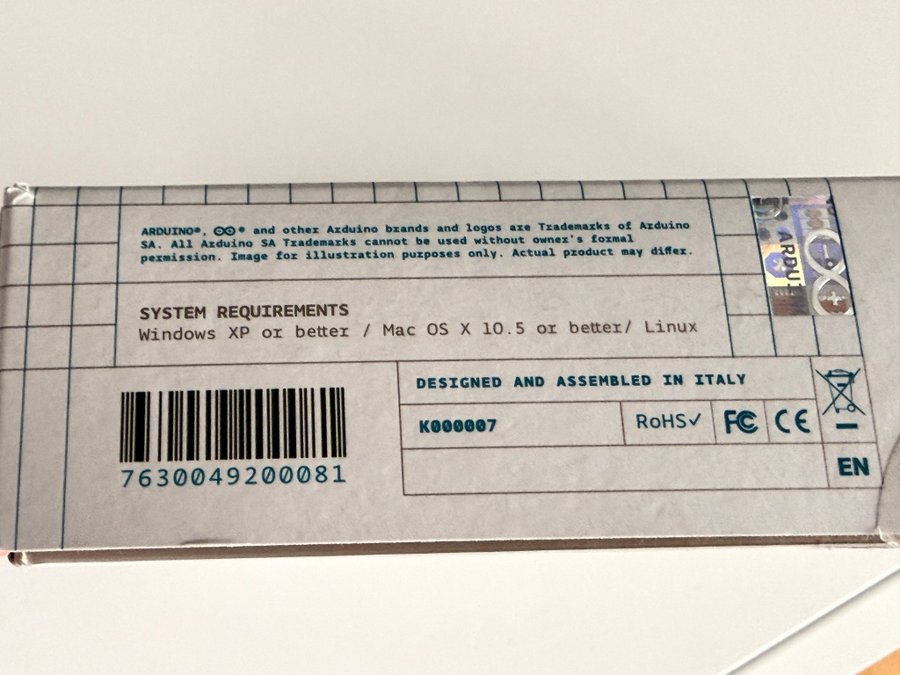 ARDUINO®, ® and other Arduino brands and logos are Trademarks of Arduino
SA. All Arduino SA Trademarks cannot be used without owner's formal
permission. Image for illustration purposes only. Actual product may differ.
SYSTEM REQUIREMENTS
Windows XP or better / Mac OS X 10.5 or better/ Linux
ARDUI
DESIGNED AND ASSEMBLED IN ITALY
K000007
RoHS✓
FC
CE
EN
7630049200081